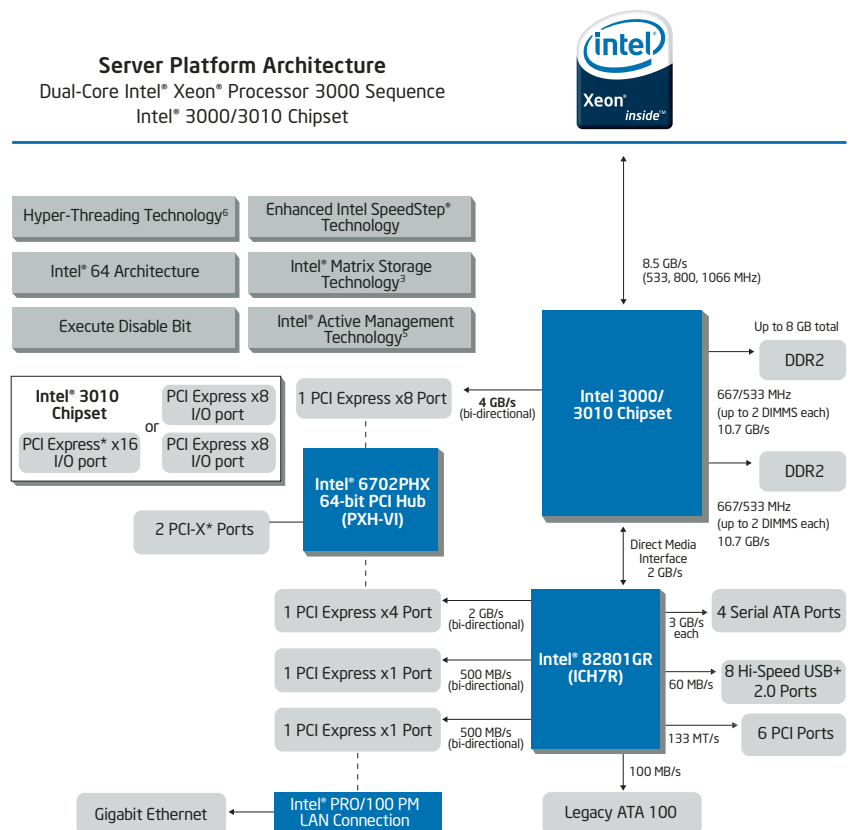 Server Platform Architecture
Dual-Core Intel® Xeon® Processor 3000 Sequence
Intel® 3000/3010 Chipset
intel®
Xeon®
inside™
Hyper-Threading Technology⁶
Enhanced Intel SpeedStep®
Technology
Intel® 64 Architecture
Intel® Matrix Storage
Technology³
Execute Disable Bit
Intel® Active Management
Technology⁵
8.5 GB/s
(533, 800, 1066 MHz)
Intel® 3010
Chipset
PCI Express* x16
I/O port
or
PCI Express x8
I/O port
PCI Express x8
I/O port
1 PCI Express x8 Port
4 GB/s
(bi-directional)
Intel 3000/
3010 Chipset
Up to 8 GB total
DDR2
667/533 MHz
(up to 2 DIMMS each)
10.7 GB/s
DDR2
667/533 MHz
(up to 2 DIMMS each)
10.7 GB/s
Intel® 6702PHX
64-bit PCI Hub
(PXH-VI)
2 PCI-X* Ports
Direct Media
Interface
2 GB/s
1 PCI Express x4 Port
2 GB/s
(bi-directional)
Intel® 82801GR
(ICH7R)
3 GB/s
each
4 Serial ATA Ports
1 PCI Express x1 Port
500 MB/s
(bi-directional)
60 MB/s
8 Hi-Speed USB+
2.0 Ports
1 PCI Express x1 Port
500 MB/s
(bi-directional)
133 MT/s
6 PCI Ports
100 MB/s
Gigabit Ethernet
Intel® PRO/100 PM
LAN Connection
Legacy ATA 100